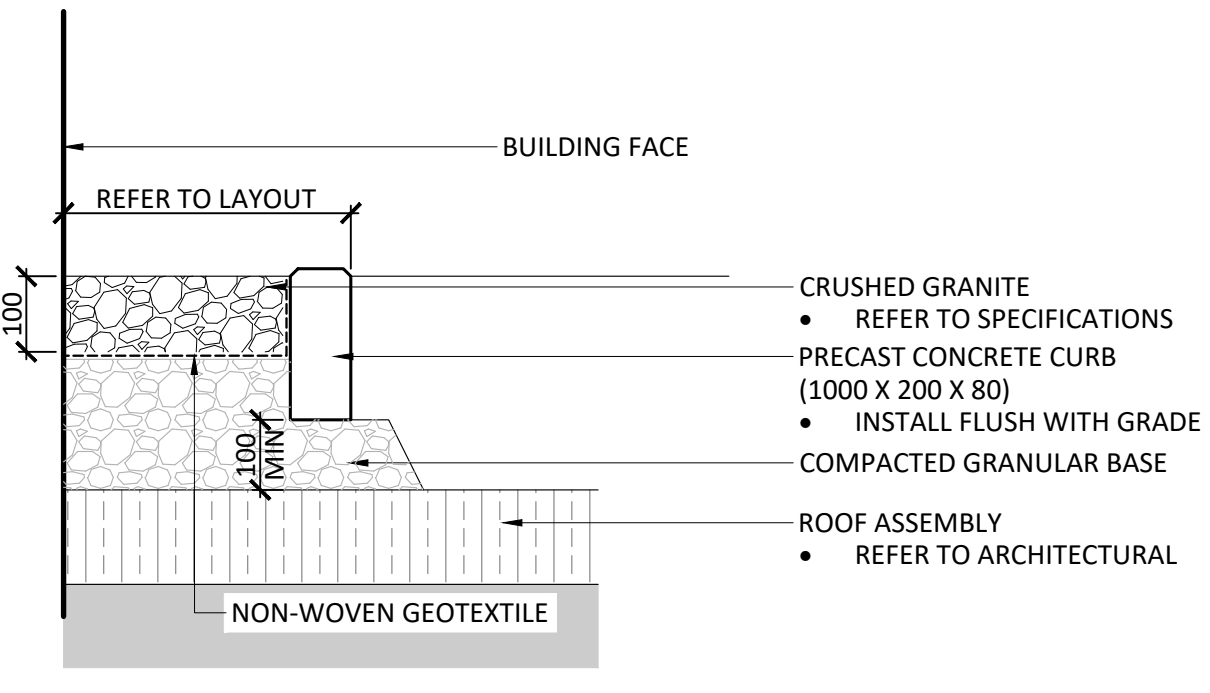 BUILDING FACE
REFER TO LAYOUT
100
CRUSHED GRANITE
• REFER TO SPECIFICATIONS
PRECAST CONCRETE CURB
(1000 X 200 X 80)
• INSTALL FLUSH WITH GRADE
100
MIN
COMPACTED GRANULAR BASE
ROOF ASSEMBLY
• REFER TO ARCHITECTURAL
NON-WOVEN GEOTEXTILE